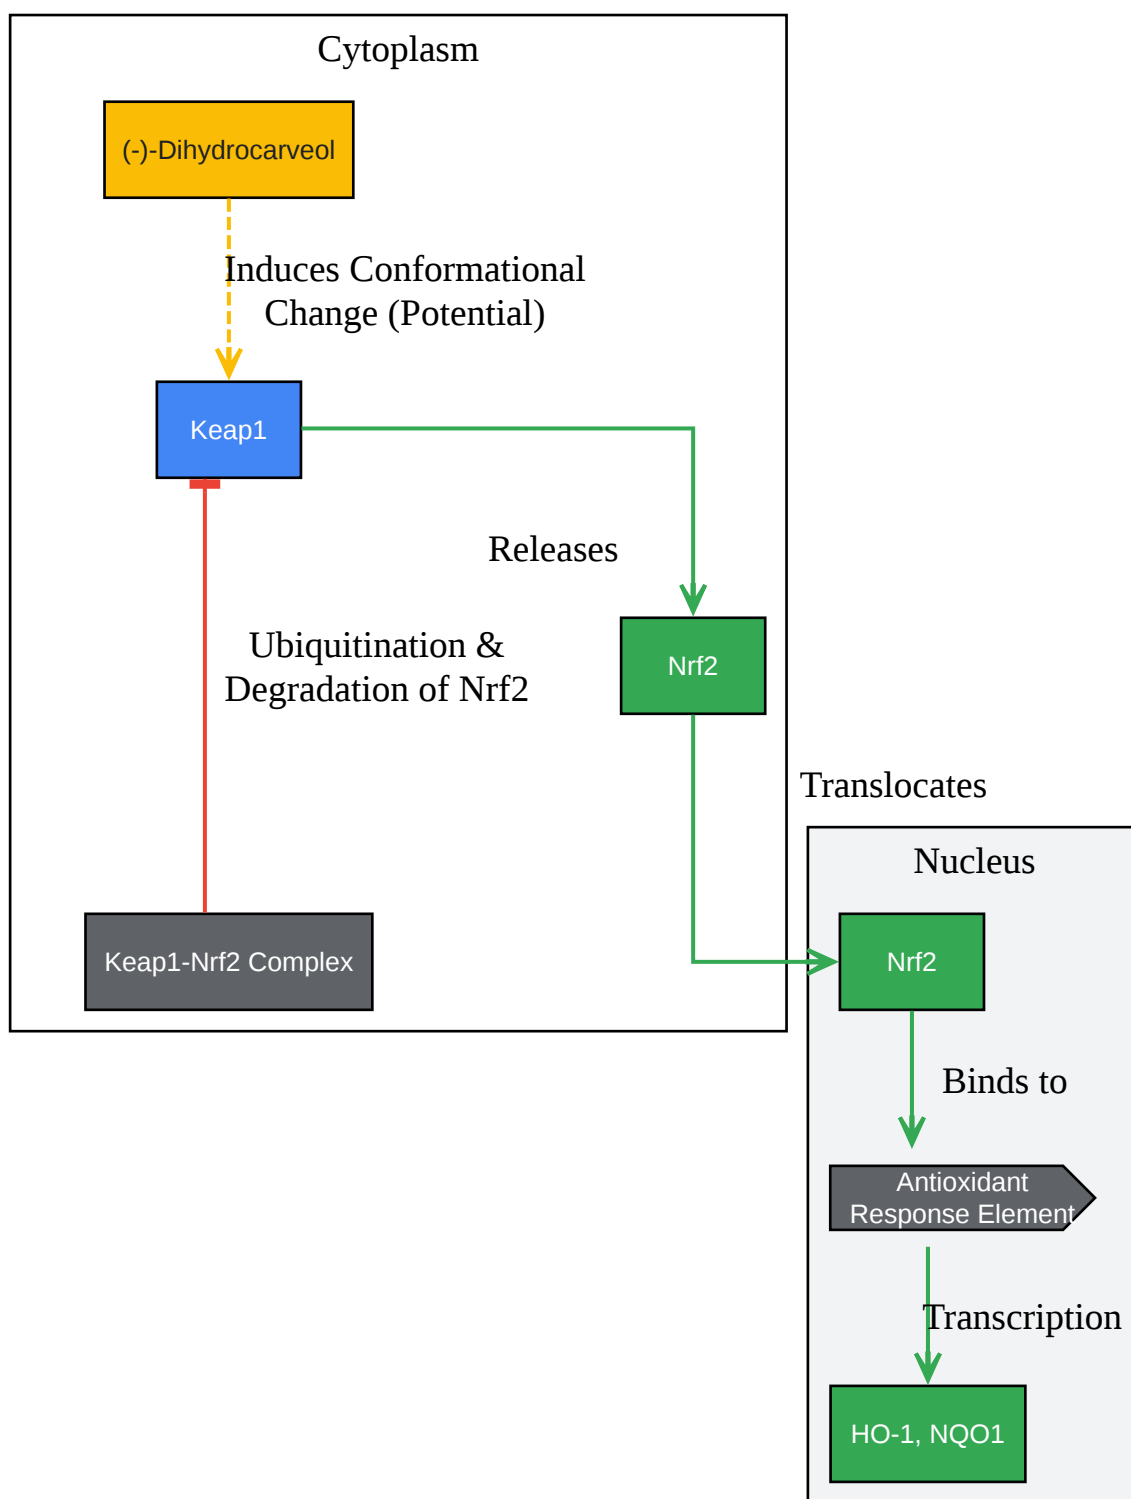 Cytoplasm
(-)-Dihydrocarveol
Induces Conformational
Change (Potential)
Keap1
Releases
Ubiquitination &
Degradation of Nrf2
Nrf2
Translocates
Nucleus
Keap1-Nrf2 Complex
Nrf2
Binds to
Antioxidant
Response Element
Transcription
HO-1, NQO1